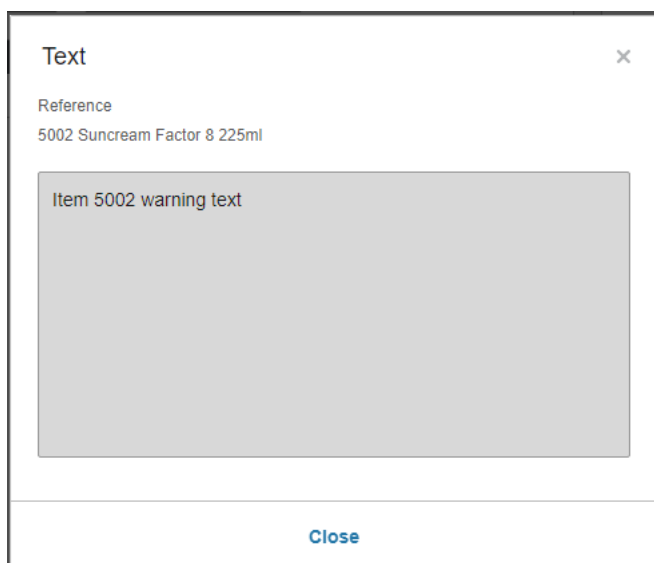 Text
Reference
5002 Suncream Factor 8 225ml
Item 5002 warning text
Close